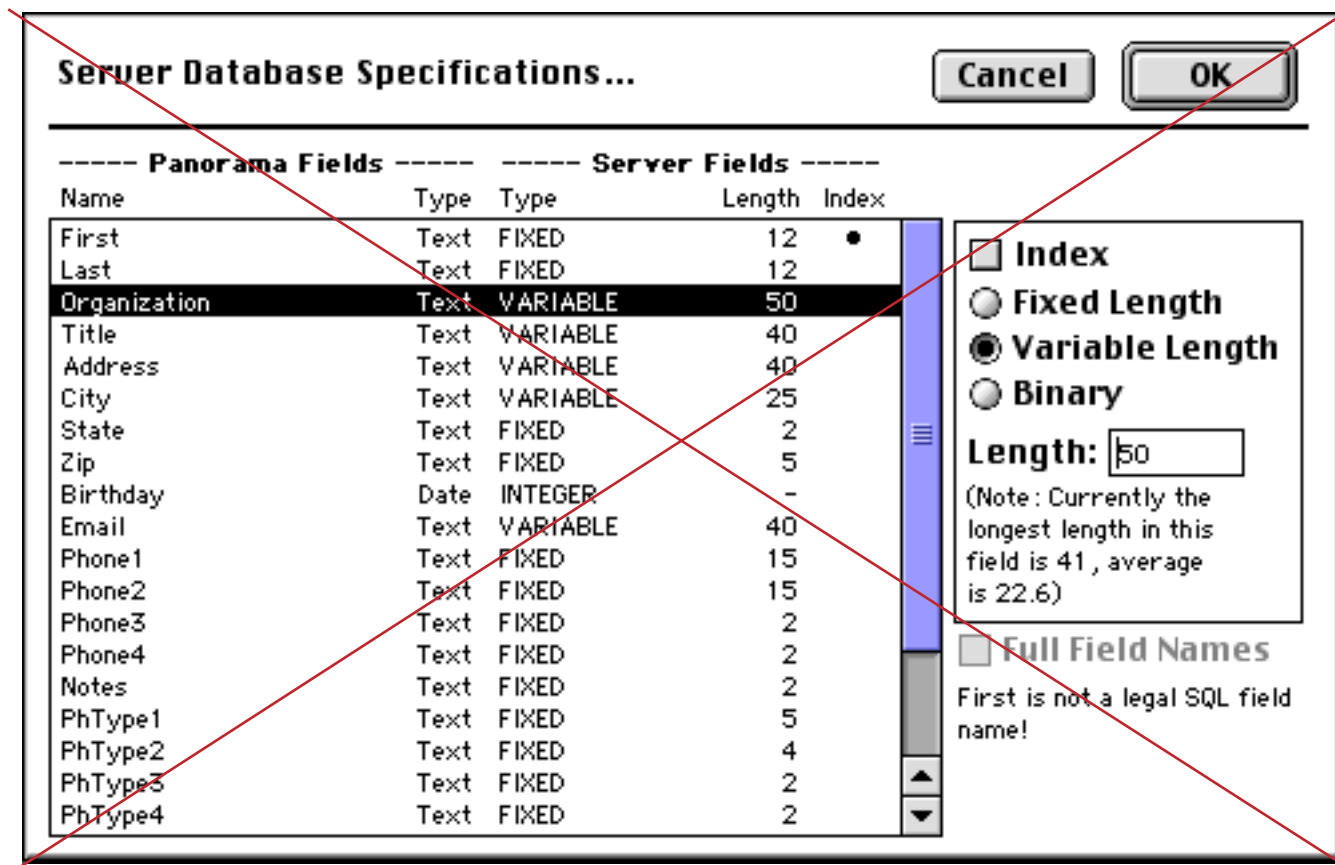 Server Database Specifications...
Cancel
OK
----- Panorama Fields ----- ----- Server Fields -----
Name Type Type Length Index
First Text FIXED 12 •
Last Text FIXED 12
Organization Text VARIABLE 50
Title Text VARIABLE 40
Address Text VARIABLE 40
City Text VARIABLE 25
State Text FIXED 2
Zip Text FIXED 5
Birthday Date INTEGER -
Email Text VARIABLE 40
Phone1 Text FIXED 15
Phone2 Text FIXED 15
Phone3 Text FIXED 2
Phone4 Text FIXED 2
Notes Text FIXED 2
PhType1 Text FIXED 5
PhType2 Text FIXED 4
PhType3 Text FIXED 2
PhType4 Text FIXED 2
Index
Fixed Length
Variable Length
Binary
Length: 50
(Note: Currently the
longest length in this
field is 41, average
is 22.6)
Full Field Names
First is not a legal SQL field
name!